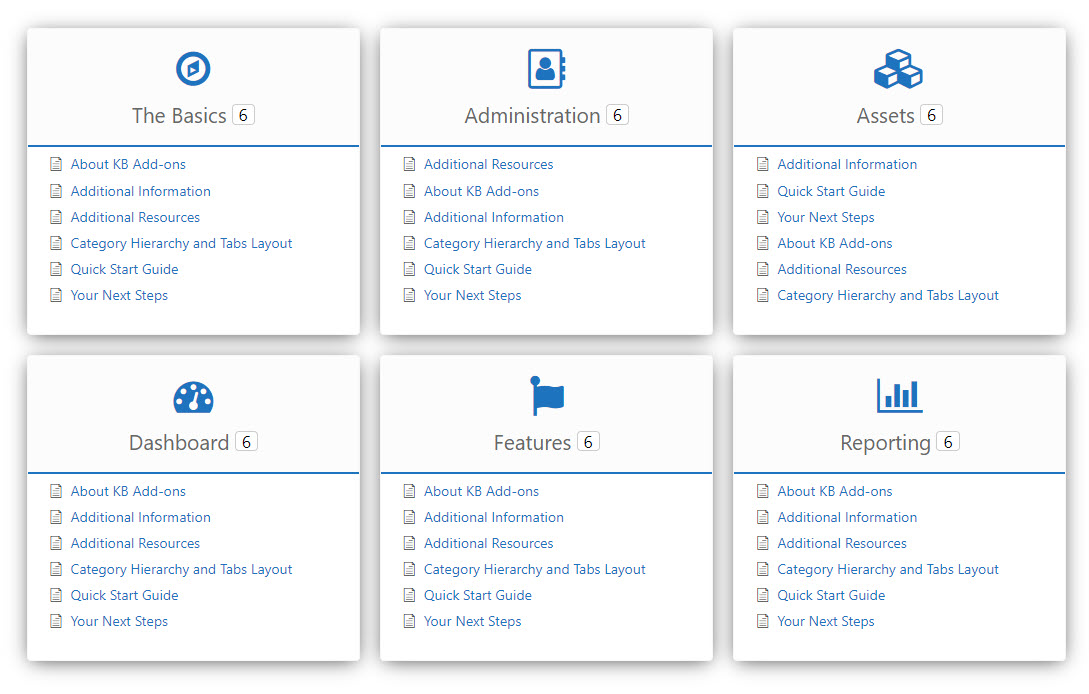 The Basics 6
About KB Add-ons
Additional Information
Additional Resources
Category Hierarchy and Tabs Layout
Quick Start Guide
Your Next Steps
Administration 6
Additional Resources
About KB Add-ons
Additional Information
Category Hierarchy and Tabs Layout
Quick Start Guide
Your Next Steps
Assets 6
Additional Information
Quick Start Guide
Your Next Steps
About KB Add-ons
Additional Resources
Category Hierarchy and Tabs Layout
Dashboard 6
About KB Add-ons
Additional Information
Additional Resources
Category Hierarchy and Tabs Layout
Quick Start Guide
Your Next Steps
Features 6
About KB Add-ons
Additional Information
Additional Resources
Category Hierarchy and Tabs Layout
Quick Start Guide
Your Next Steps
Reporting 6
About KB Add-ons
Additional Information
Additional Resources
Category Hierarchy and Tabs Layout
Quick Start Guide
Your Next Steps